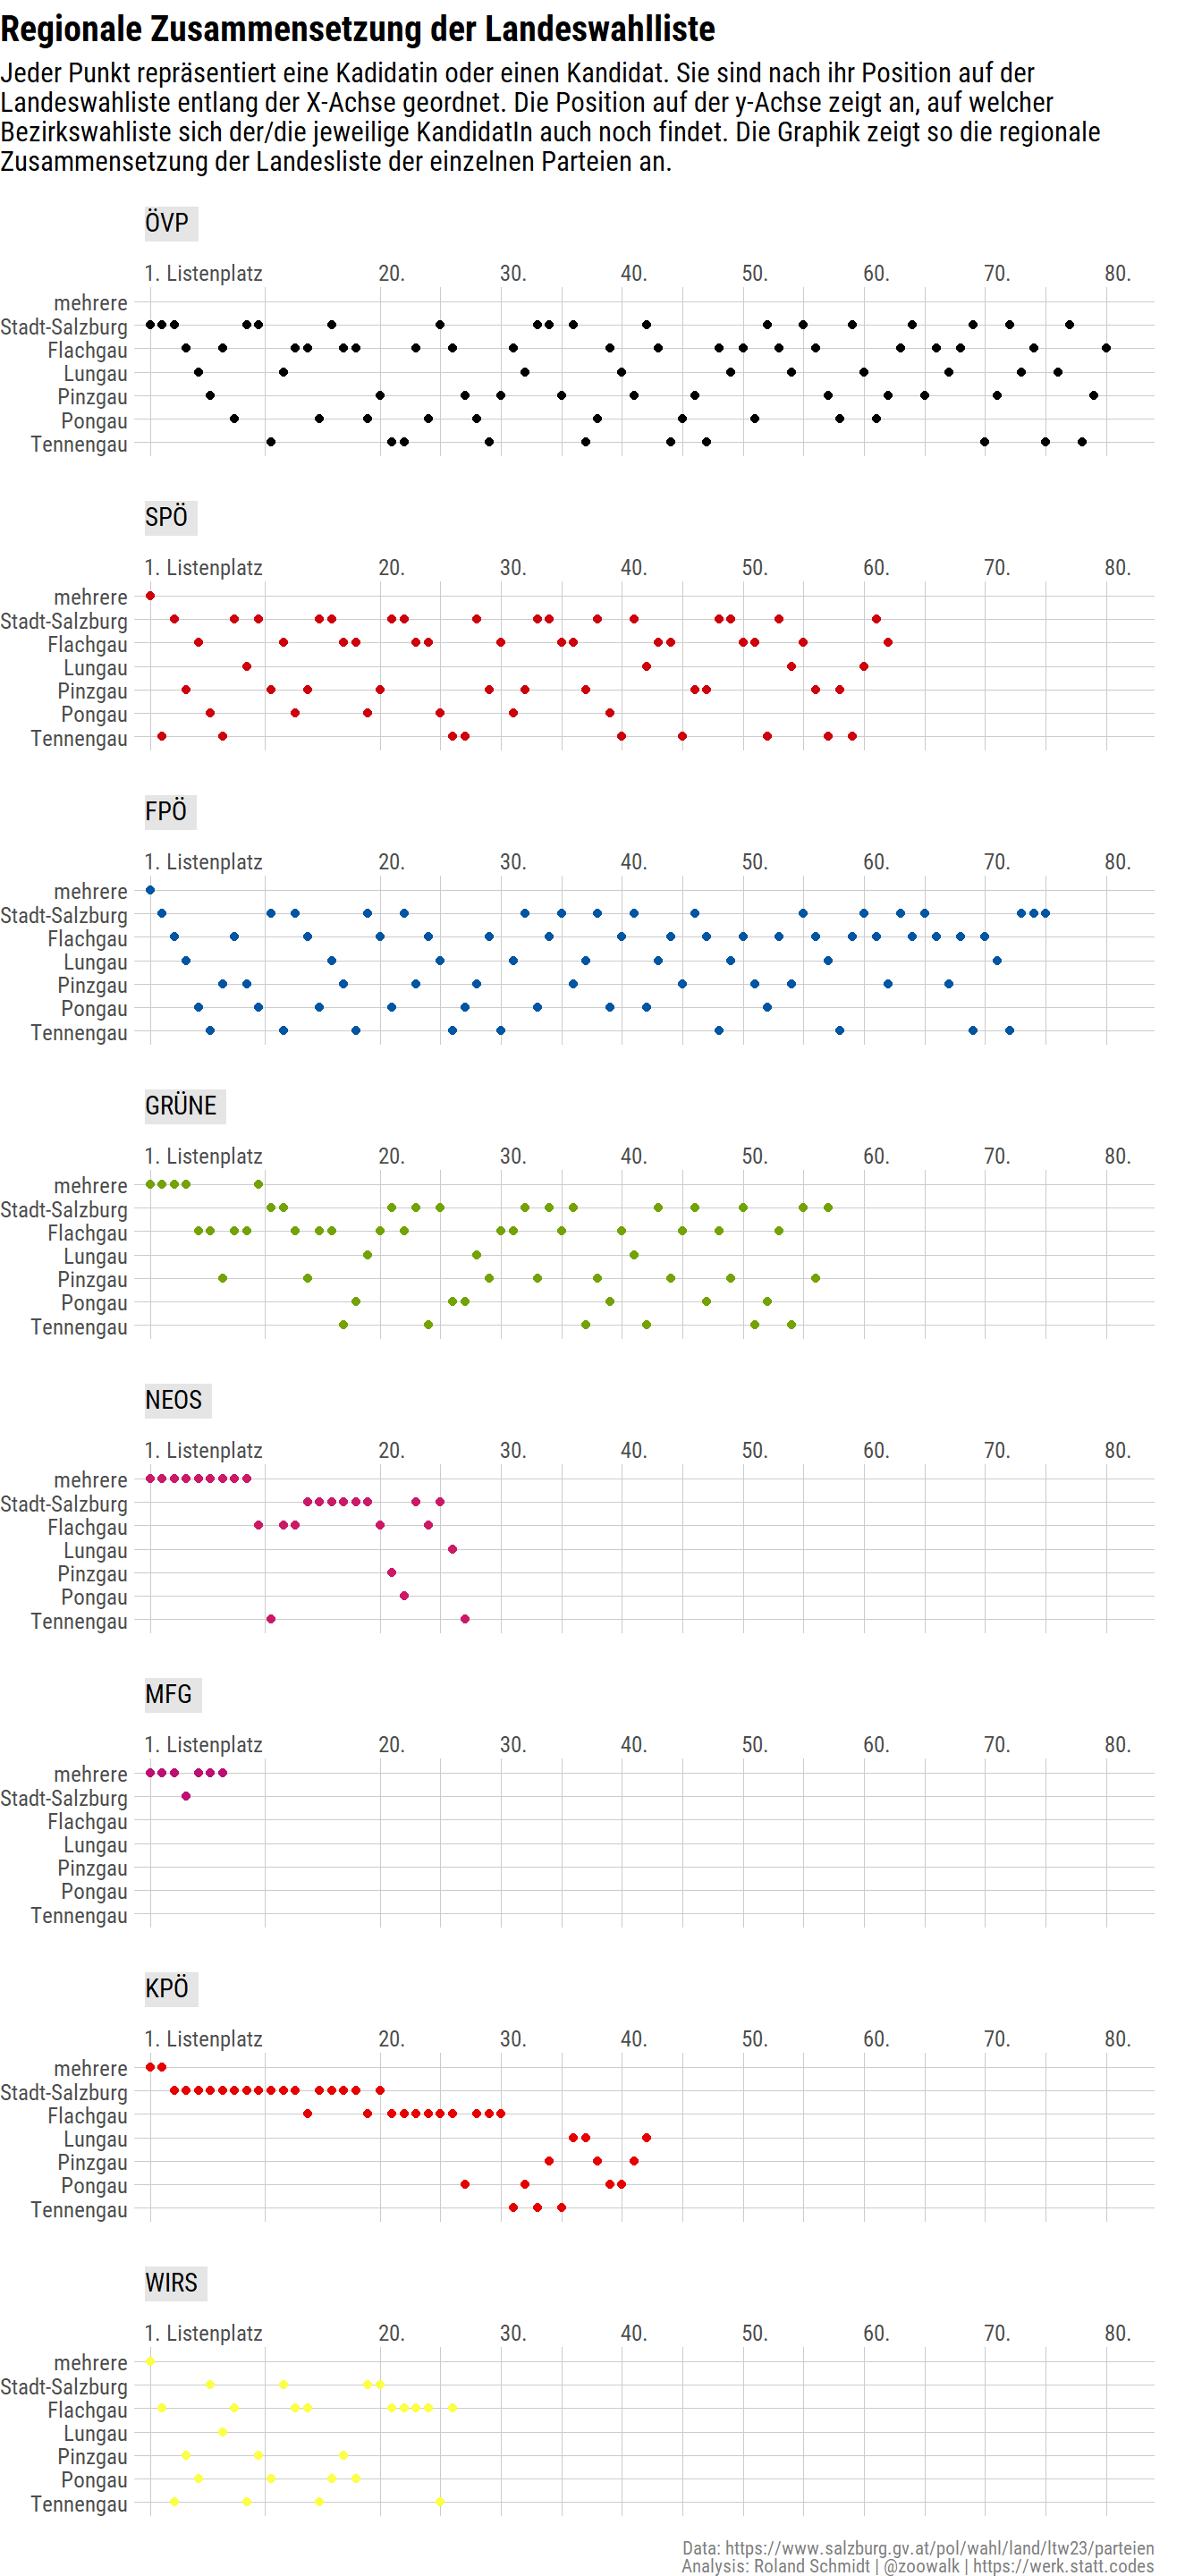 Regionale Zusammensetzung der Landeswahlliste
Jeder Punkt repräsentiert eine Kadidatin oder einen Kandidat. Sie sind nach ihr Position auf der
Landeswahlliste entlang der X-Achse geordnet. Die Position auf der y-Achse zeigt an, auf welcher
Bezirkswahliste sich der/die jeweilige KandidatIn auch noch findet. Die Graphik zeigt so die regionale
Zusammensetzung der Landesliste der einzelnen Parteien an.
ÖVP
1. Listenplatz 20. 30. 40. 50. 60. 70. 80.
mehrere
Stadt-Salzburg
Flachgau
Lungau
Pinzgau
Pongau
Tennengau
SPÖ
1. Listenplatz 20. 30. 40. 50. 60. 70. 80.
mehrere
Stadt-Salzburg
Flachgau
Lungau
Pinzgau
Pongau
Tennengau
FPÖ
1. Listenplatz 20. 30. 40. 50. 60. 70. 80.
mehrere
Stadt-Salzburg
Flachgau
Lungau
Pinzgau
Pongau
Tennengau
GRÜNE
1. Listenplatz 20. 30. 40. 50. 60. 70. 80.
mehrere
Stadt-Salzburg
Flachgau
Lungau
Pinzgau
Pongau
Tennengau
NEOS
1. Listenplatz 20. 30. 40. 50. 60. 70. 80.
mehrere
Stadt-Salzburg
Flachgau
Lungau
Pinzgau
Pongau
Tennengau
MFG
1. Listenplatz 20. 30. 40. 50. 60. 70. 80.
mehrere
Stadt-Salzburg
Flachgau
Lungau
Pinzgau
Pongau
Tennengau
KPÖ
1. Listenplatz 20. 30. 40. 50. 60. 70. 80.
mehrere
Stadt-Salzburg
Flachgau
Lungau
Pinzgau
Pongau
Tennengau
WIRS
1. Listenplatz 20. 30. 40. 50. 60. 70. 80.
mehrere
Stadt-Salzburg
Flachgau
Lungau
Pinzgau
Pongau
Tennengau
Data: https://www.salzburg.gv.at/pol/wahl/land/ltw23/parteien
Analysis: Roland Schmidt | @zoowalk | https://werk.statt.codes